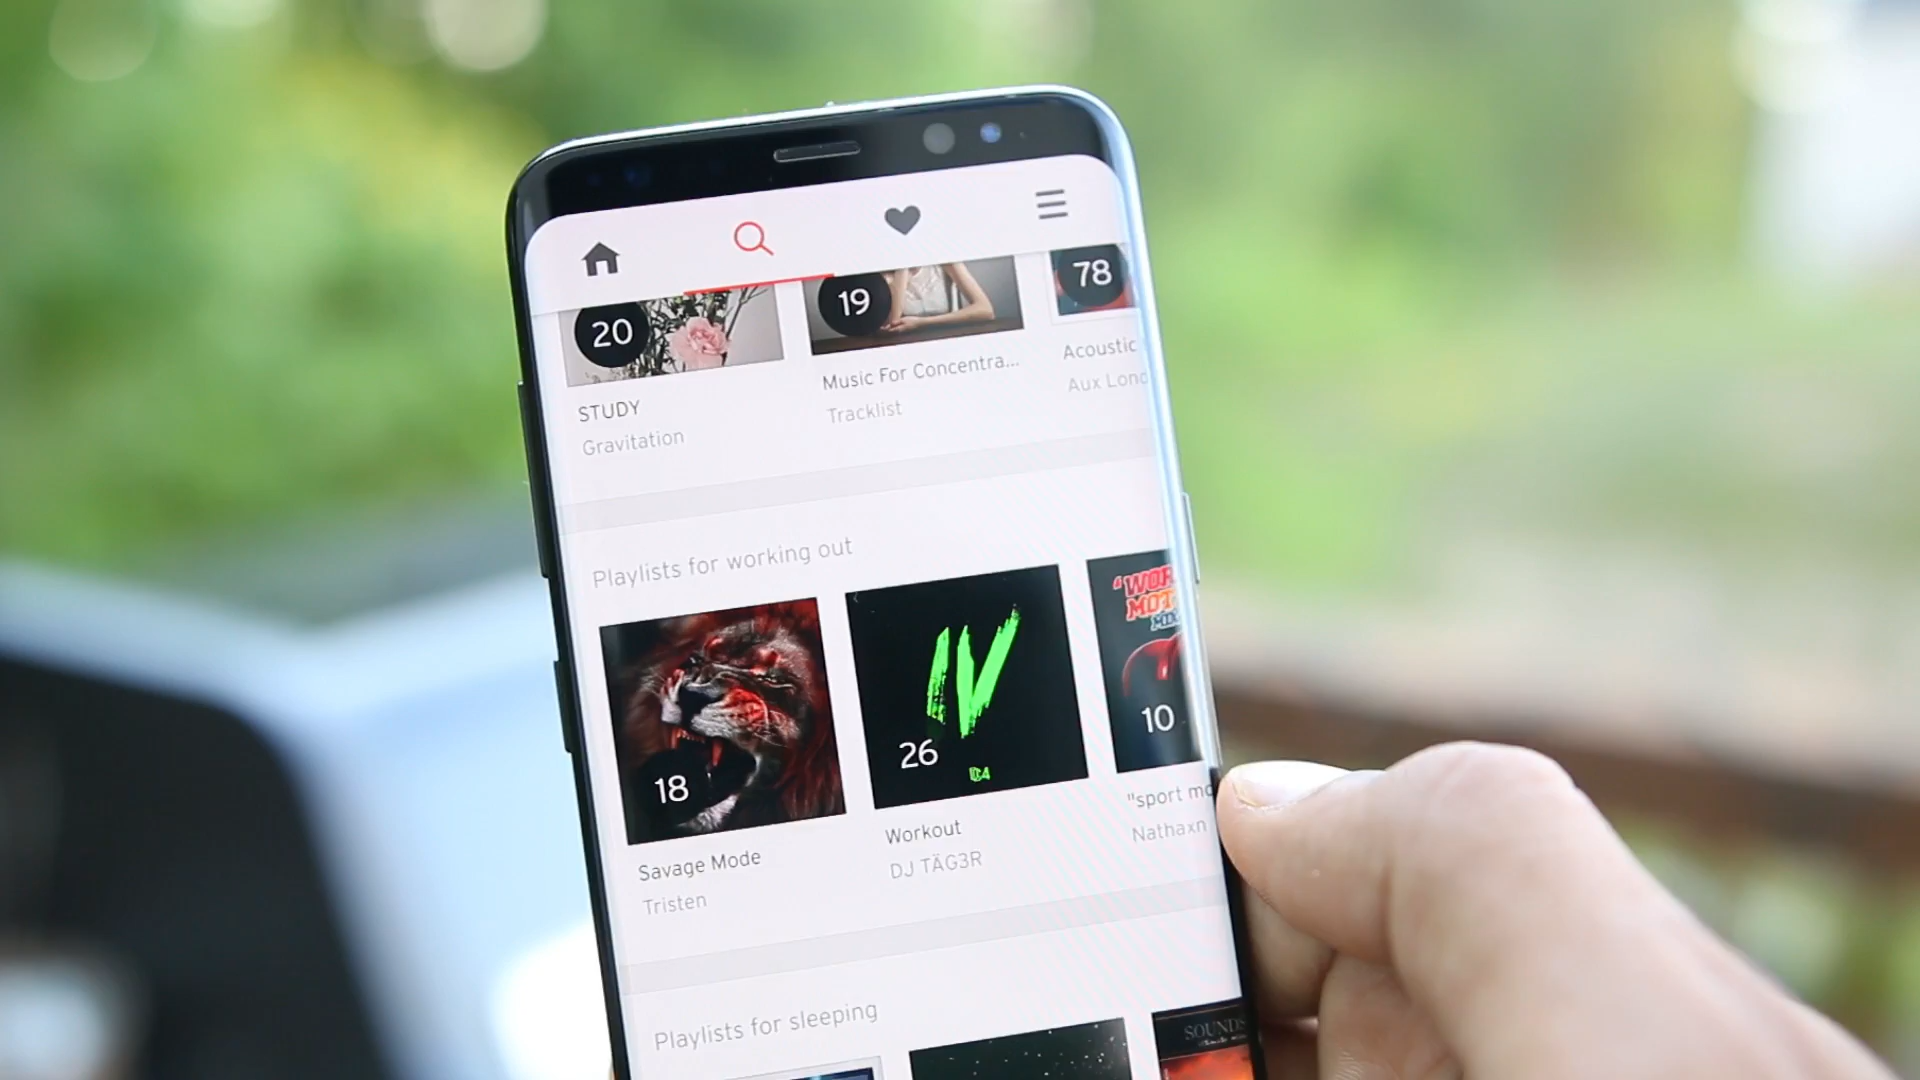 20
19
78
STUDY
Gravitation
Music For Concentra...
Tracklist
Acoustic
Aux Lond
Playlists for working out
18
Savage Mode
Tristen
IV
26
Workout
DJ TÄG3R
10
"sport mo
Nathaxn
Playlists for sleeping
SOUNDS